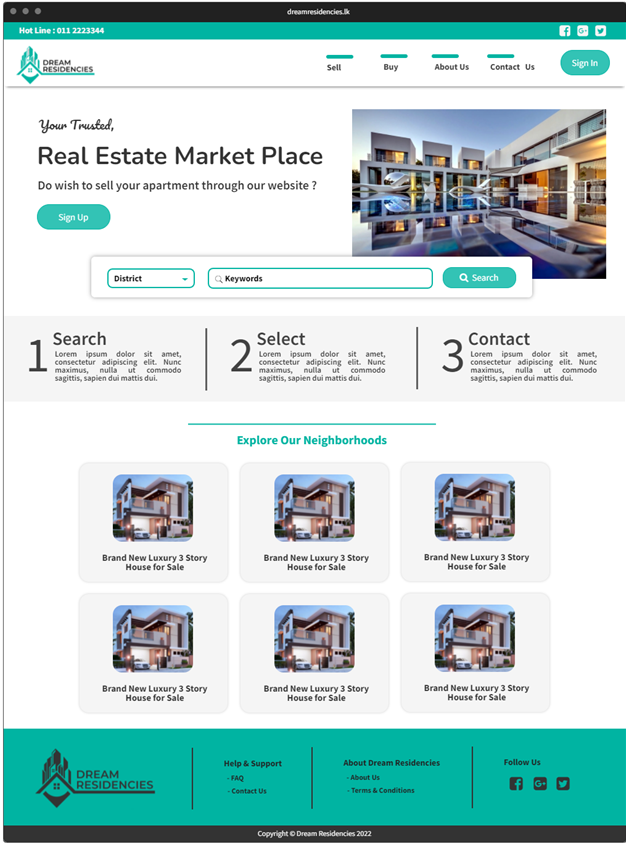 dreamresidencies.lk
Hot Line : 011 2223344
DREAM
RESIDENCIES
Sell
Buy
About Us
Contact Us
Sign In
Your Trusted,
Real Estate Market Place
Do wish to sell your apartment through our website ?
Sign Up
District
Keywords
Search
1
Search
Lorem ipsum dolor sit amet,
consectetur adipiscing elit. Nunc
maximus, nulla ut commodo
sagittis, sapien dui mattis dui.
2
Select
Lorem ipsum dolor sit amet,
consectetur adipiscing elit. Nunc
maximus, nulla ut commodo
sagittis, sapien dui mattis dui.
3
Contact
Lorem ipsum dolor sit amet,
consectetur adipiscing elit. Nunc
maximus, nulla ut commodo
sagittis, sapien dui mattis dui.
Explore Our Neighborhoods
Brand New Luxury 3 Story
House for Sale
Brand New Luxury 3 Story
House for Sale
Brand New Luxury 3 Story
House for Sale
Brand New Luxury 3 Story
House for Sale
Brand New Luxury 3 Story
House for Sale
Brand New Luxury 3 Story
House for Sale
DREAM
RESIDENCIES
Help & Support
- FAQ
- Contact Us
About Dream Residencies
- About Us
- Terms & Conditions
Follow Us
Copyright © Dream Residencies 2022